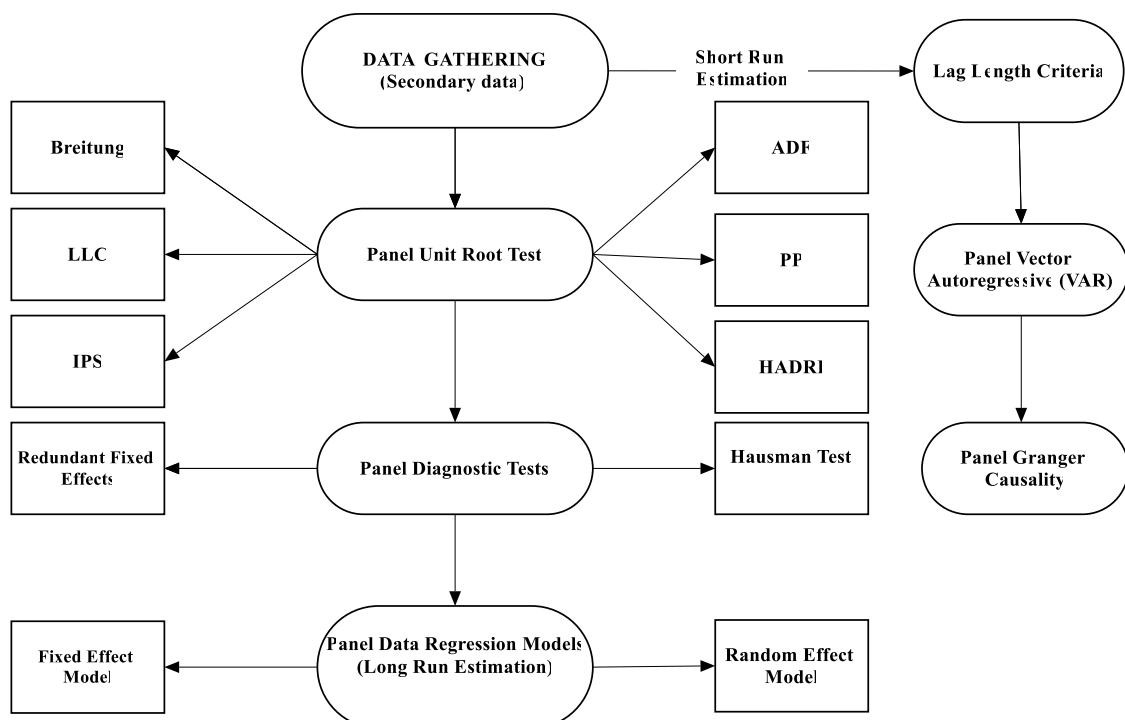 DATA GATHERING
(Secondary data)
Short Run
Estimation
Lag Length Criteria
Breitung
ADF
LLC
Panel Unit Root Test
PP
Panel Vector
Autoregressive (VAR)
IPS
HADRI
Redundant Fixed
Effects
Panel Diagnostic Tests
Hausman Test
Panel Granger
Causality
Fixed Effect
Model
Panel Data Regression Models
(Long Run Estimation)
Random Effect
Model